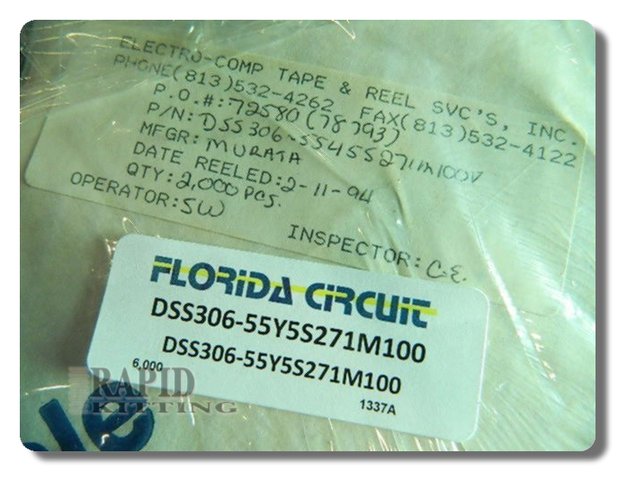 ELECTRO-COMP TAPE & REEL SVC'S, INC.
PHONE(813)532-4262 FAX(813)532-4122
P.O.#:72580 (78793)
P/N:DSS306-55Y5S271M100V
MFGR: MURATA
DATE REELED:2-11-94
QTY:2,000 PCS.
OPERATOR:SW
INSPECTOR: C.E.
FLORIDA CIRCUIT
DSS306-55Y5S271M100
DSS306-55Y5S271M100
6,000
1337A
RAPID
KITTING